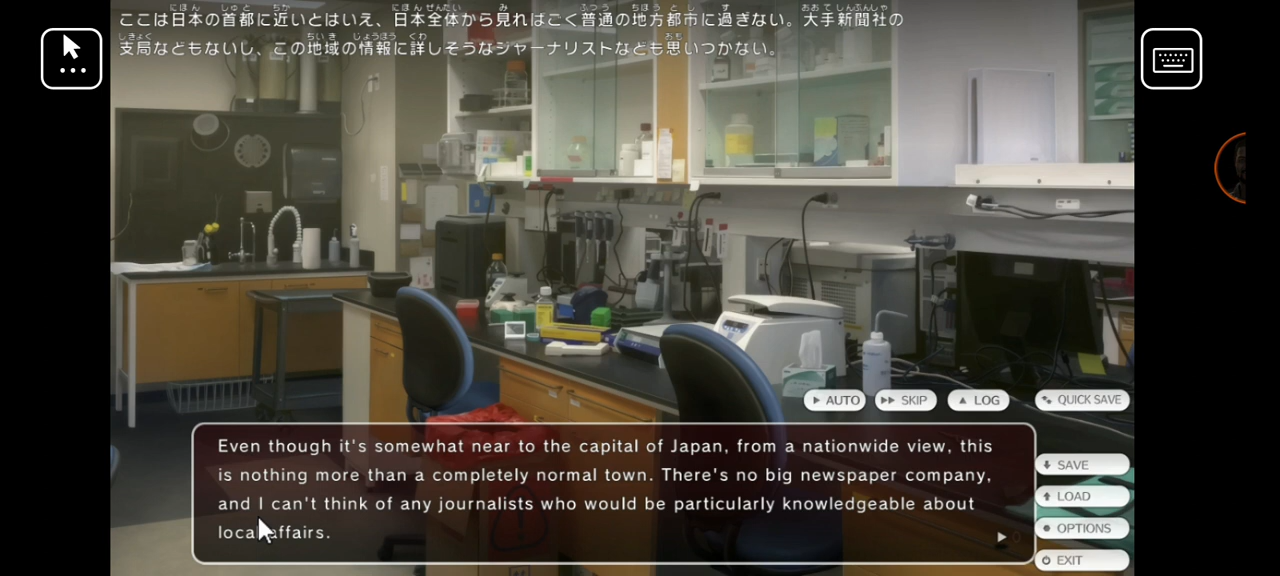 ここは日本の首都に近いとはいえ、日本全体から見ればごく普通の地方都市に過ぎない。大手新聞社の
支局などもないし、この地域の情報に詳しそうなジャーナリストなども思いつかない。
AUTO
SKIP
LOG
QUICK SAVE
Even though it's somewhat near to the capital of Japan, from a nationwide view, this
is nothing more than a completely normal town. There's no big newspaper company,
and I can't think of any journalists who would be particularly knowledgeable about
local affairs.
SAVE
LOAD
OPTIONS
EXIT